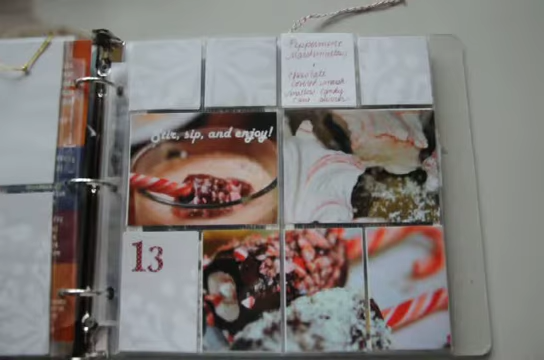 Peppermint
Marshmallows
+
chocolate
covered
candy
Stir, sip, and enjoy!
13